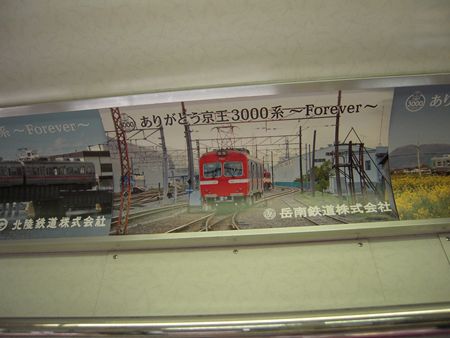 系 ～Forever～
北陸鉄道株式会社
3000
ありがとう京王3000系 ～Forever～
岳南鉄道株式会社
3000
あり